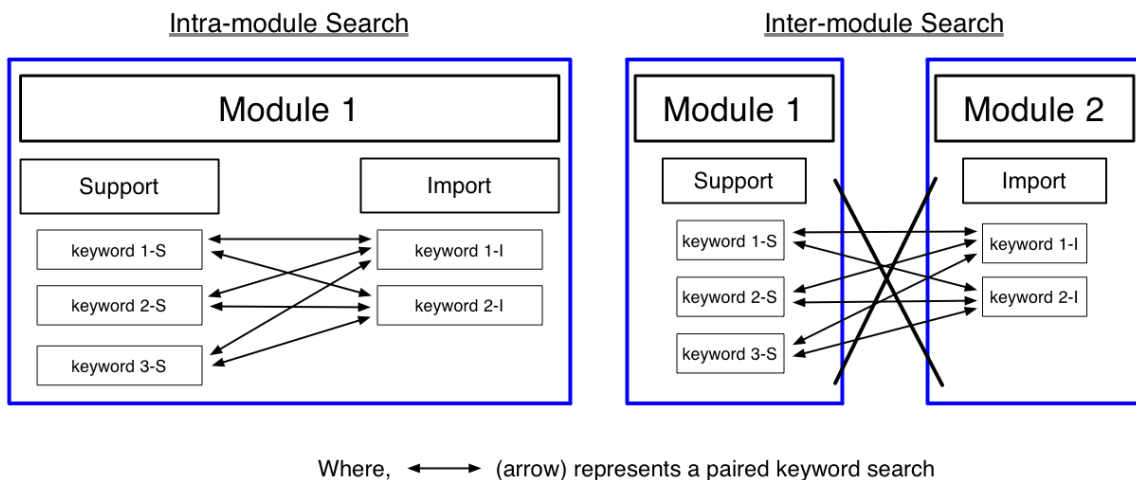 Intra-module Search
Module 1
Support
Import
keyword 1-S
keyword 1-I
keyword 2-S
keyword 2-I
keyword 3-S
Inter-module Search
Module 1
Module 2
Support
Import
keyword 1-S
keyword 1-I
keyword 2-S
keyword 2-I
keyword 3-S
Where, (arrow) represents a paired keyword search